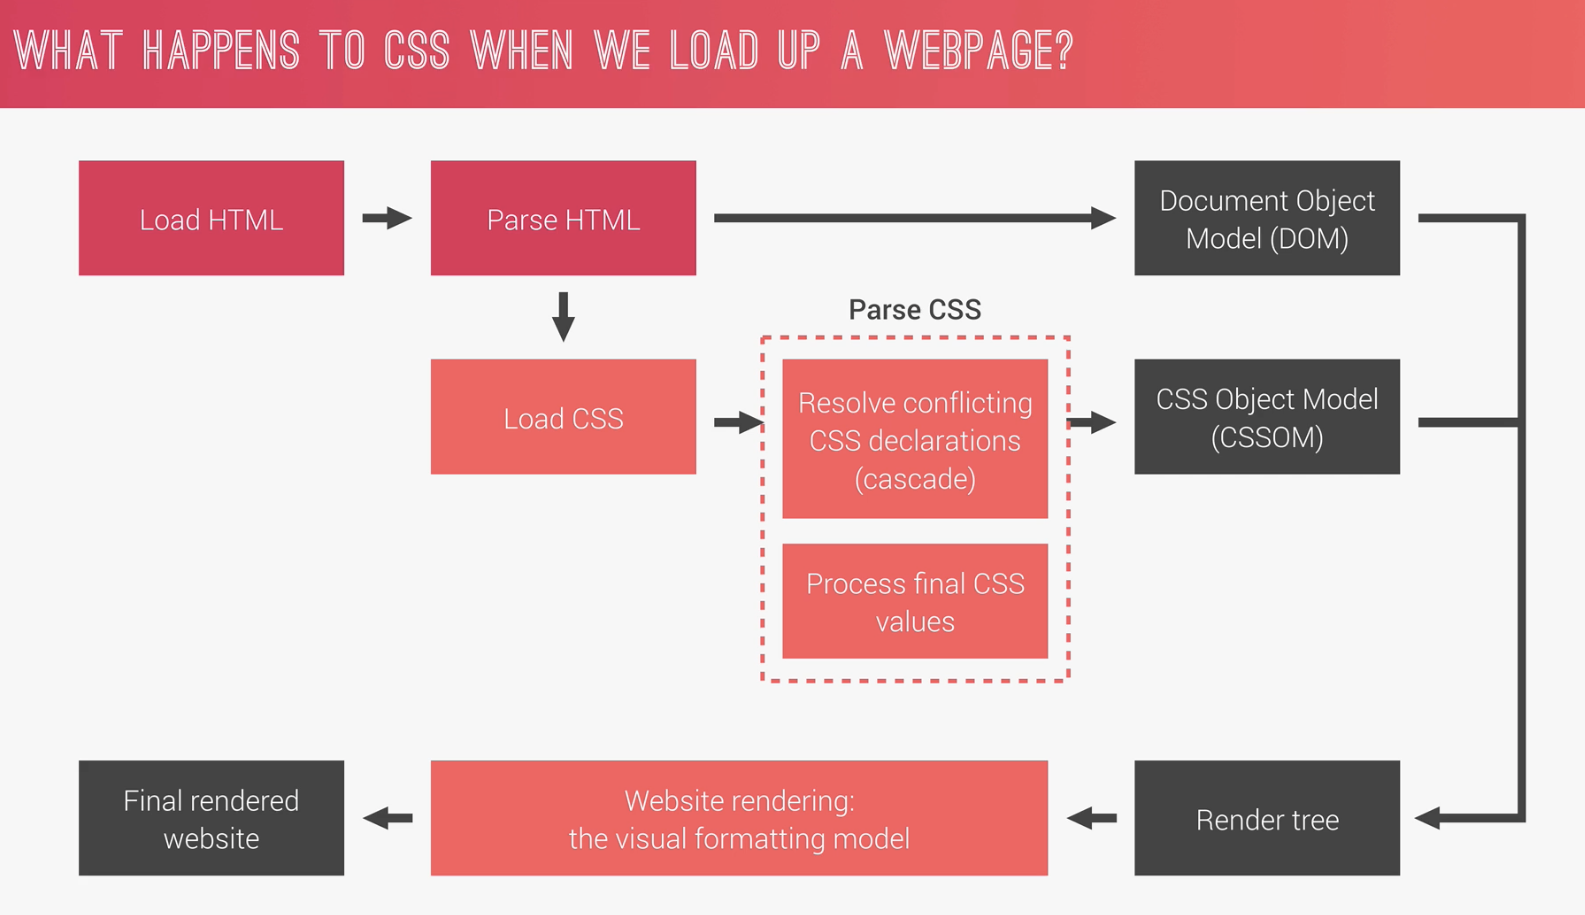 WHAT HAPPENS TO CSS WHEN WE LOAD UP A WEBPAGE?
Load HTML
Parse HTML
Document Object
Model (DOM)
Parse CSS
Load CSS
Resolve conflicting
CSS declarations
(cascade)
CSS Object Model
(CSSOM)
Process final CSS
values
Final rendered
website
Website rendering:
the visual formatting model
Render tree